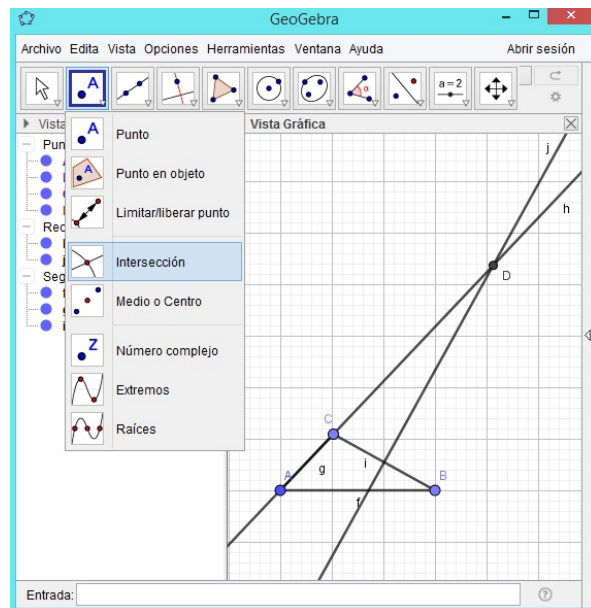 GeoGebra
Archivo Edita Vista Opciones Herramientas Ventana Ayuda Abrir sesión
A α a=2
Vista Vista Gráfica
A Punto
A Punto en objeto
Limitar/liberar punto
Intersección
Medio o Centro
Z Número complejo
Extremos
Raíces
j
h
D
C
g i
A B
f
Entrada: